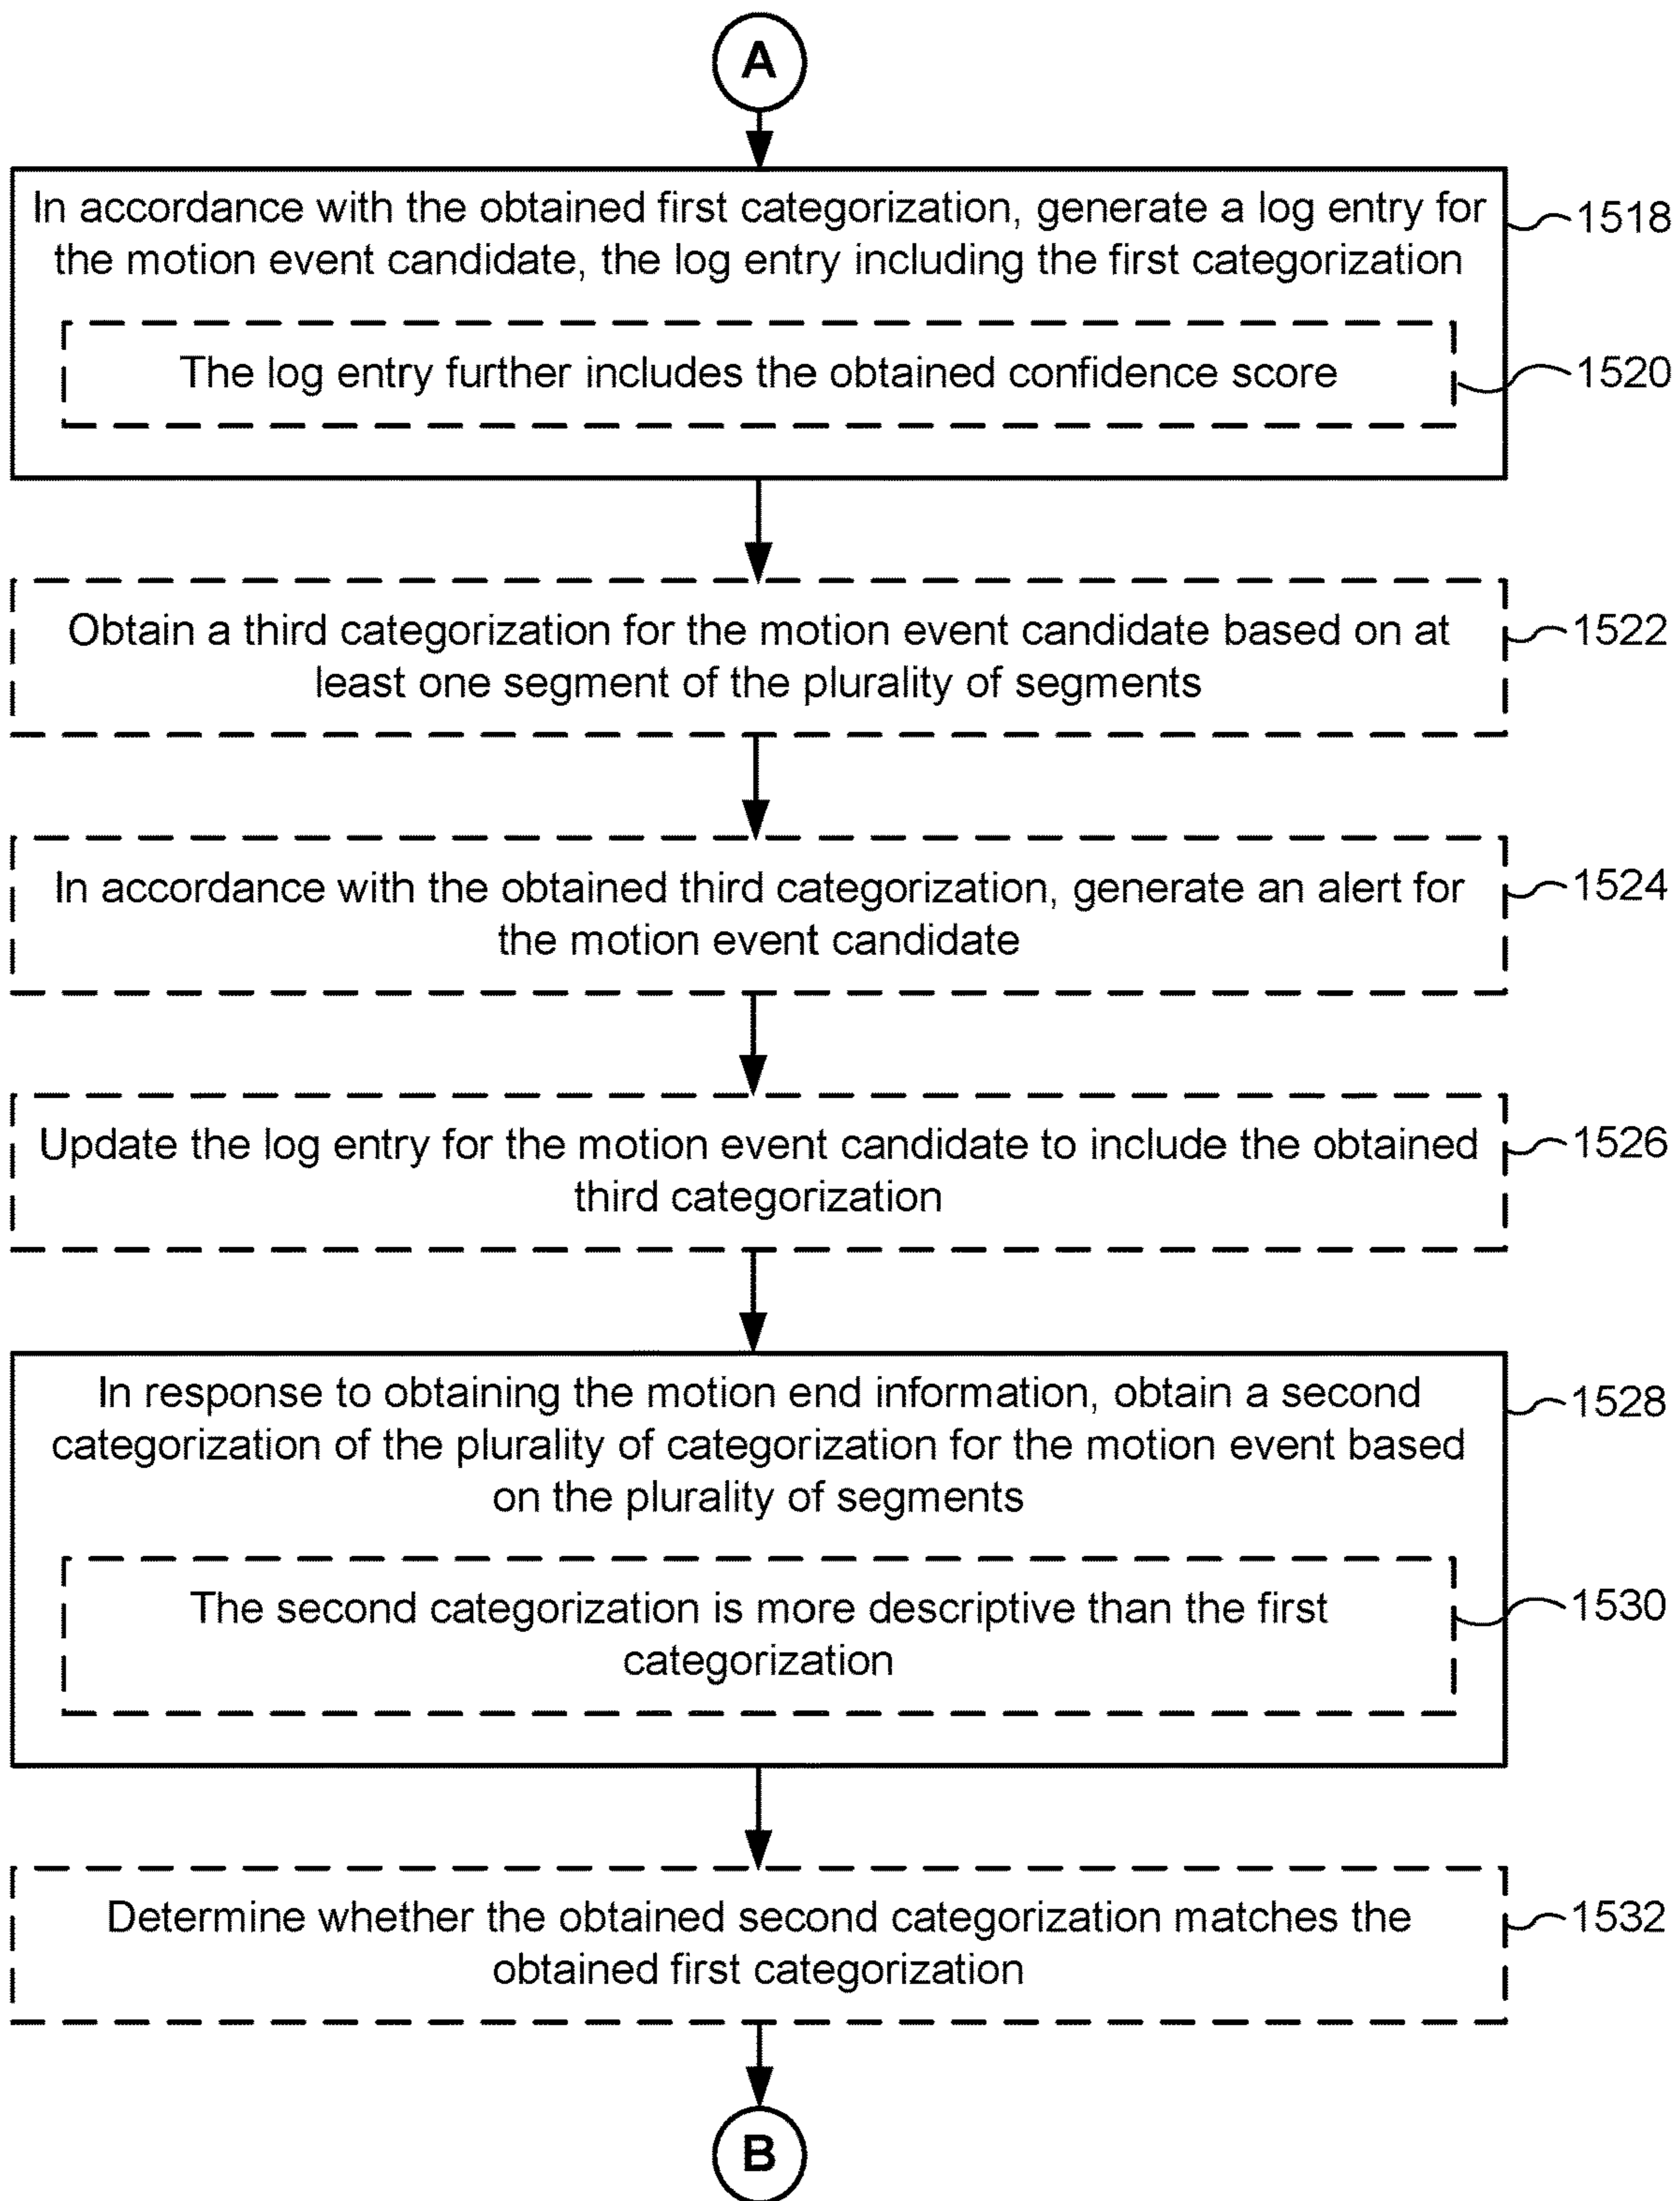 A
In accordance with the obtained first categorization, generate a log entry for
the motion event candidate, the log entry including the first categorization
1518
The log entry further includes the obtained confidence score
1520
Obtain a third categorization for the motion event candidate based on at
least one segment of the plurality of segments
1522
In accordance with the obtained third categorization, generate an alert for
the motion event candidate
1524
Update the log entry for the motion event candidate to include the obtained
third categorization
1526
In response to obtaining the motion end information, obtain a second
categorization of the plurality of categorization for the motion event based
on the plurality of segments
1528
The second categorization is more descriptive than the first
categorization
1530
Determine whether the obtained second categorization matches the
obtained first categorization
1532
B